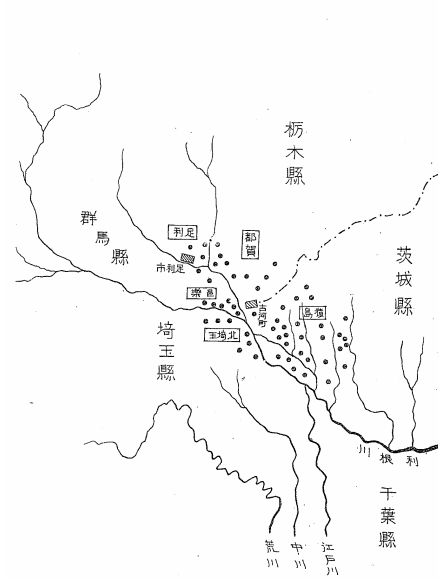 栃木縣
群馬縣
足利
都賀
足利市
茨城縣
邑楽
古河町
猿島
埼玉縣
北埼玉
利根川
千葉縣
荒川
中川
江戸川